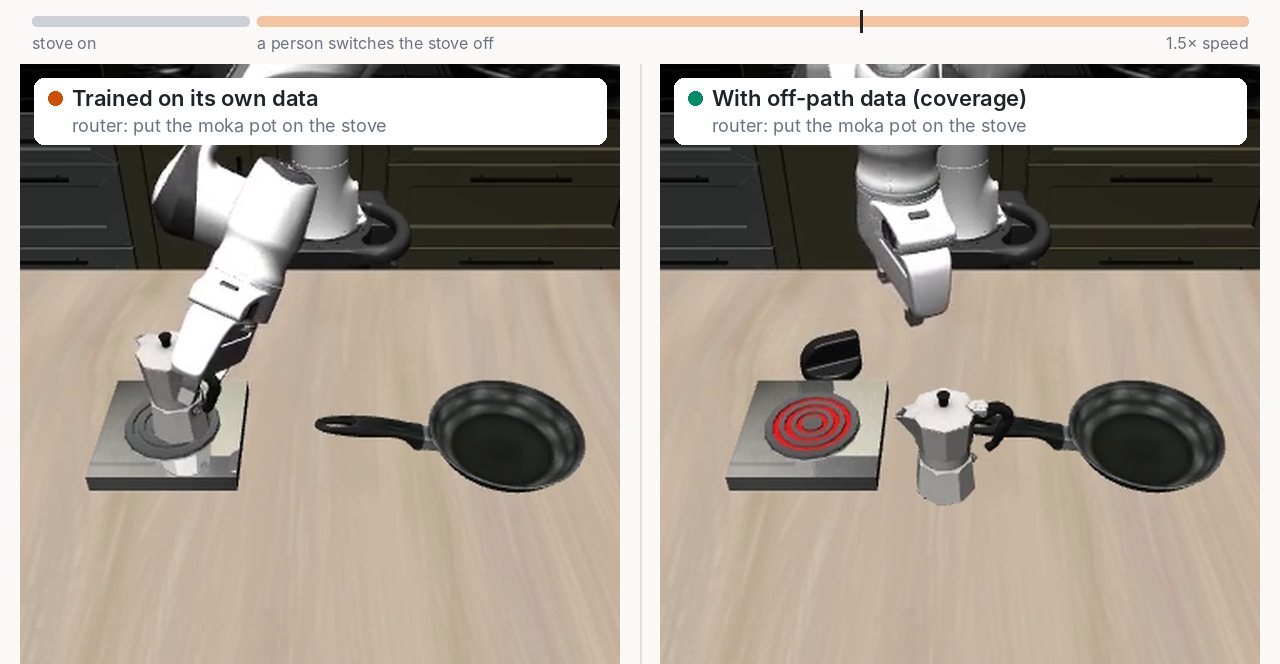 stove on
a person switches the stove off
1.5× speed
Trained on its own data
router: put the moka pot on the stove
With off-path data (coverage)
router: put the moka pot on the stove